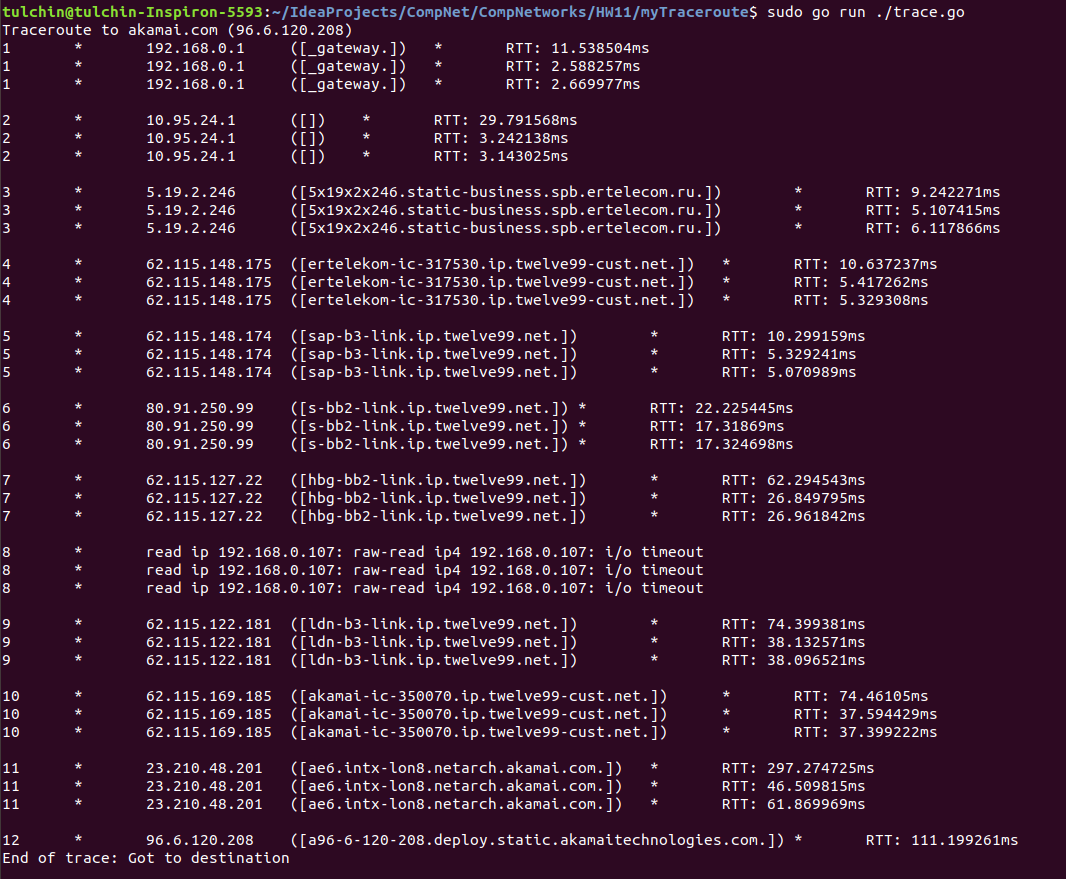 tulchin@tulchin-Inspiron-5593:~/IdeaProjects/CompNet/CompNetworks/HW11/myTraceroute$ sudo go run ./trace.go
Traceroute to akamai.com (96.6.120.208)
1 * 192.168.0.1 ([_gateway.]) * RTT: 11.538504ms
1 * 192.168.0.1 ([_gateway.]) * RTT: 2.588257ms
1 * 192.168.0.1 ([_gateway.]) * RTT: 2.669977ms
2 * 10.95.24.1 ([]) * RTT: 29.791568ms
2 * 10.95.24.1 ([]) * RTT: 3.242138ms
2 * 10.95.24.1 ([]) * RTT: 3.143025ms
3 * 5.19.2.246 ([5x19x2x246.static-business.spb.ertelecom.ru.]) * RTT: 9.242271ms
3 * 5.19.2.246 ([5x19x2x246.static-business.spb.ertelecom.ru.]) * RTT: 5.107415ms
3 * 5.19.2.246 ([5x19x2x246.static-business.spb.ertelecom.ru.]) * RTT: 6.117866ms
4 * 62.115.148.175 ([ertelekom-ic-317530.ip.twelve99-cust.net.]) * RTT: 10.637237ms
4 * 62.115.148.175 ([ertelekom-ic-317530.ip.twelve99-cust.net.]) * RTT: 5.417262ms
4 * 62.115.148.175 ([ertelekom-ic-317530.ip.twelve99-cust.net.]) * RTT: 5.329308ms
5 * 62.115.148.174 ([sap-b3-link.ip.twelve99.net.]) * RTT: 10.299159ms
5 * 62.115.148.174 ([sap-b3-link.ip.twelve99.net.]) * RTT: 5.329241ms
5 * 62.115.148.174 ([sap-b3-link.ip.twelve99.net.]) * RTT: 5.070989ms
6 * 80.91.250.99 ([s-bb2-link.ip.twelve99.net.]) * RTT: 22.225445ms
6 * 80.91.250.99 ([s-bb2-link.ip.twelve99.net.]) * RTT: 17.31869ms
6 * 80.91.250.99 ([s-bb2-link.ip.twelve99.net.]) * RTT: 17.324698ms
7 * 62.115.127.22 ([hbg-bb2-link.ip.twelve99.net.]) * RTT: 62.294543ms
7 * 62.115.127.22 ([hbg-bb2-link.ip.twelve99.net.]) * RTT: 26.849795ms
7 * 62.115.127.22 ([hbg-bb2-link.ip.twelve99.net.]) * RTT: 26.961842ms
8 * read ip 192.168.0.107: raw-read ip4 192.168.0.107: i/o timeout
8 * read ip 192.168.0.107: raw-read ip4 192.168.0.107: i/o timeout
8 * read ip 192.168.0.107: raw-read ip4 192.168.0.107: i/o timeout
9 * 62.115.122.181 ([ldn-b3-link.ip.twelve99.net.]) * RTT: 74.399381ms
9 * 62.115.122.181 ([ldn-b3-link.ip.twelve99.net.]) * RTT: 38.132571ms
9 * 62.115.122.181 ([ldn-b3-link.ip.twelve99.net.]) * RTT: 38.096521ms
10 * 62.115.169.185 ([akamai-ic-350070.ip.twelve99-cust.net.]) * RTT: 74.46105ms
10 * 62.115.169.185 ([akamai-ic-350070.ip.twelve99-cust.net.]) * RTT: 37.594429ms
10 * 62.115.169.185 ([akamai-ic-350070.ip.twelve99-cust.net.]) * RTT: 37.399222ms
11 * 23.210.48.201 ([ae6.intx-lon8.netarch.akamai.com.]) * RTT: 297.274725ms
11 * 23.210.48.201 ([ae6.intx-lon8.netarch.akamai.com.]) * RTT: 46.509815ms
11 * 23.210.48.201 ([ae6.intx-lon8.netarch.akamai.com.]) * RTT: 61.869969ms
12 * 96.6.120.208 ([a96-6-120-208.deploy.static.akamaitechnologies.com.]) * RTT: 111.199261ms
End of trace: Got to destination